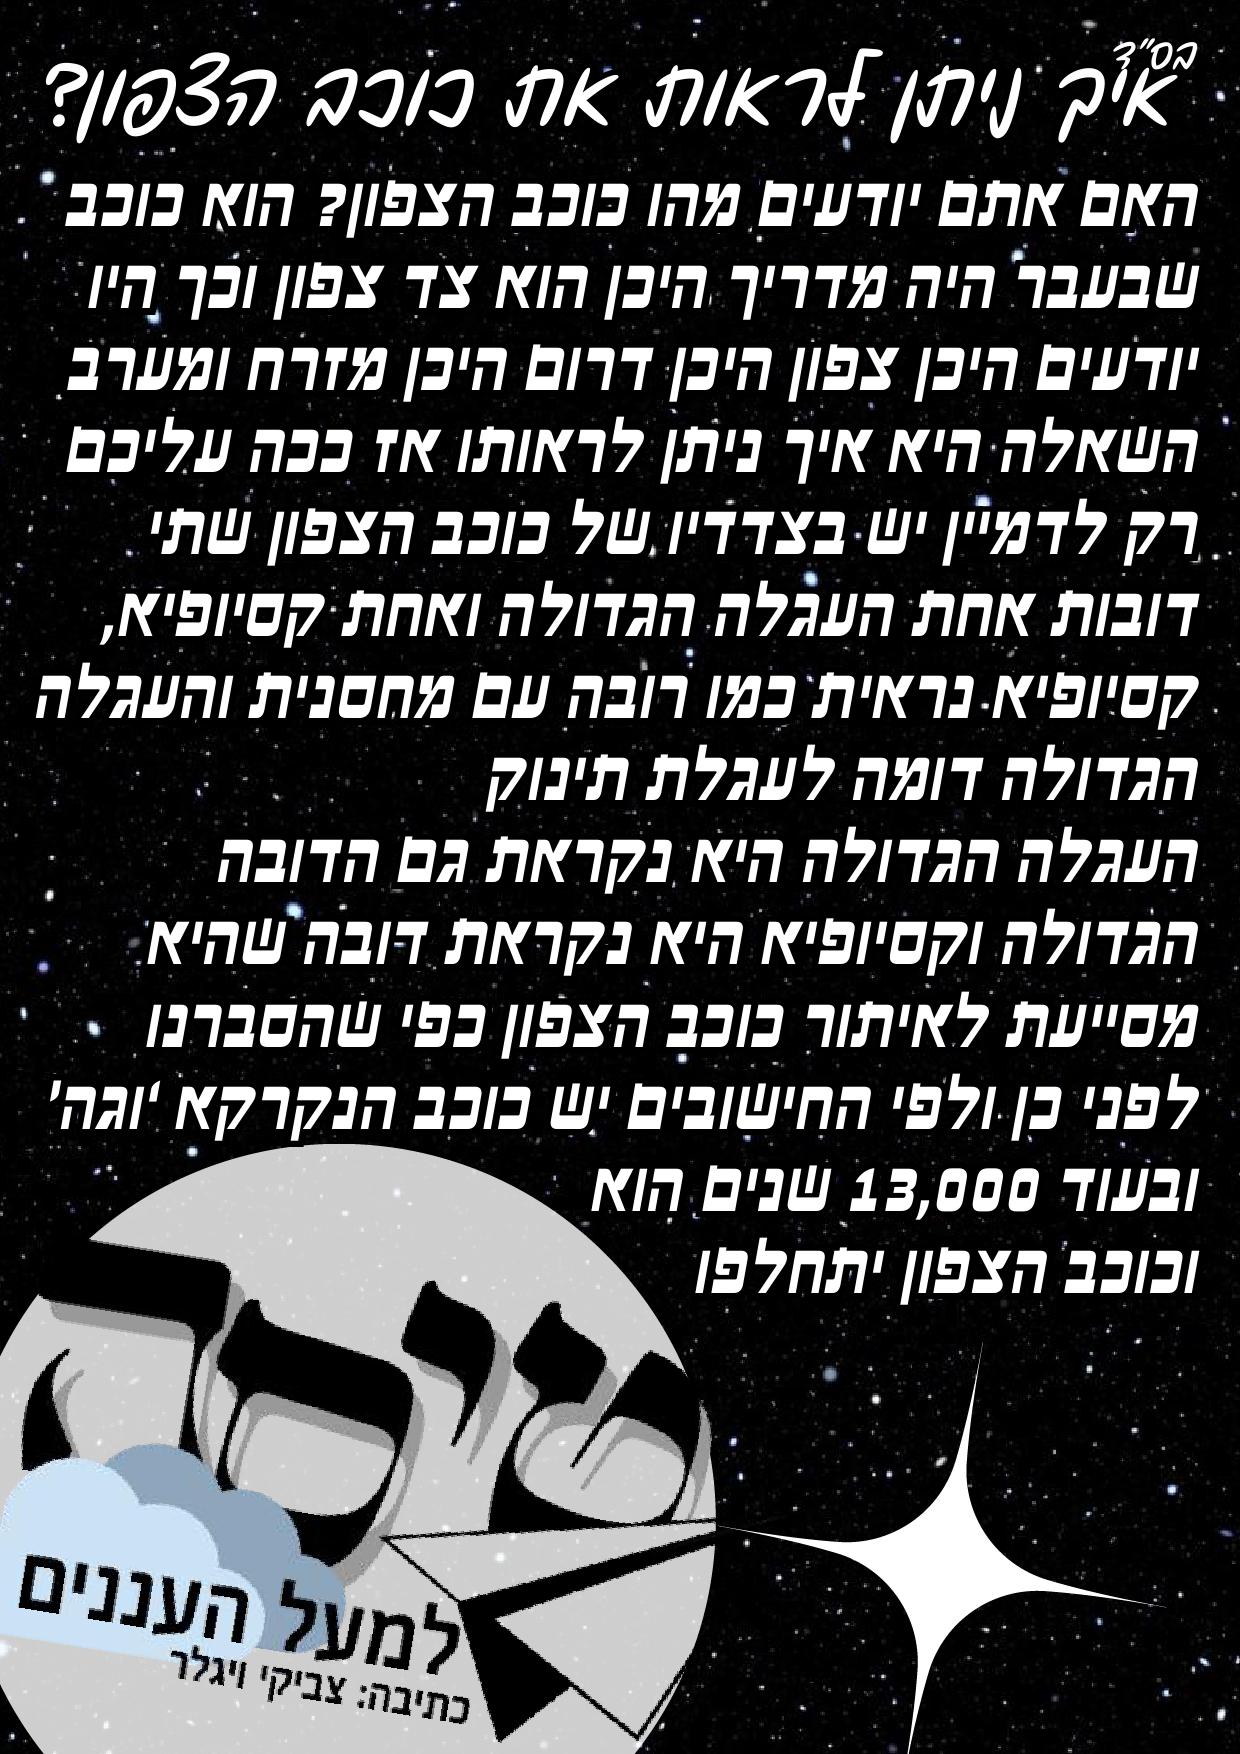 בס"ד
איך ניתן לראות את כוכב הצפון?
האם אתם יודעים מהו כוכב הצפון? הוא כוכב
שבעבר היה מדריך היכן הוא צד צפון וכך היו
יודעים היכן צפון היכן דרום היכן מזרח ומערב
השאלה היא איך ניתן לראותו אז ככה עליכם
רק לדמיין יש בצדדיו של כוכב הצפון שתי
דובות אחת העגלה הגדולה ואחת קסיופיא,
קסיופיא נראית כמו רובה עם מחסנית והעגלה
הגדולה דומה לעגלת תינוק
העגלה הגדולה היא נקראת גם הדובה
הגדולה וקסיופיא היא נקראת דובה שהיא
מסייעת לאיתור כוכב הצפון כפי שהסברנו
לפני כן ולפי החישובים יש כוכב הנקרקא 'וגה'
ובעוד 13,000 שנים הוא
וכוכב הצפון יתחלפו
למעל העננים
כתיבה: צביקי ויגלר